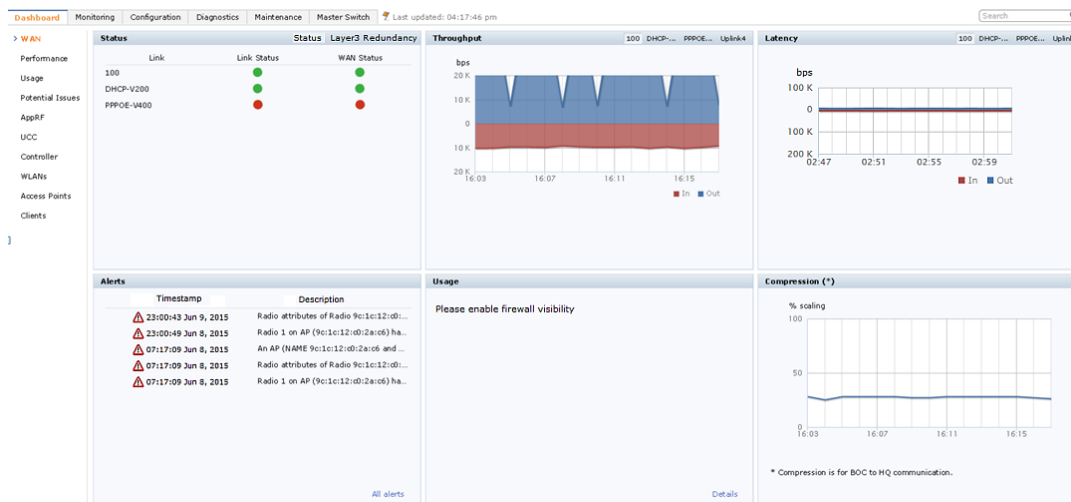 Dashboard Monitoring Configuration Diagnostics Maintenance Master Switch Last updated: 04:17:46 pm Search
> WAN
Performance
Usage
Potential Issues
AppRF
UCC
Controller
WLANs
Access Points
Clients
]
Status Status Layer3 Redundancy
Link Link Status WAN Status
100
DHCP-V200
PPPOE-V400
Throughput 100 DHCP-... PPPOE... Uplink4
bps
20 K
10 K
0
10 K
20 K
16:03 16:07 16:11 16:15
In Out
Latency 100 DHCP-... PPPOE... Uplin
bps
100 K
0
100 K
200 K
02:47 02:51 02:55 02:59
In Out
Alerts
Timestamp Description
23:00:43 Jun 9, 2015 Radio attributes of Radio 9c:1c:12:c0:...
23:00:49 Jun 8, 2015 Radio 1 on AP (9c:1c:12:c0:2a:c6) ha...
07:17:09 Jun 8, 2015 An AP (NAME 9c:1c:12:c0:2a:c6 and ...
07:17:09 Jun 8, 2015 Radio attributes of Radio 9c:1c:12:c0:...
07:17:09 Jun 8, 2015 Radio 1 on AP (9c:1c:12:c0:2a:c6) ha...
All alerts
Usage
Please enable firewall visibility
Details
Compression (*)
% scaling
100
50
0
16:03 16:07 16:11 16:15
* Compression is for BOC to HQ communication.